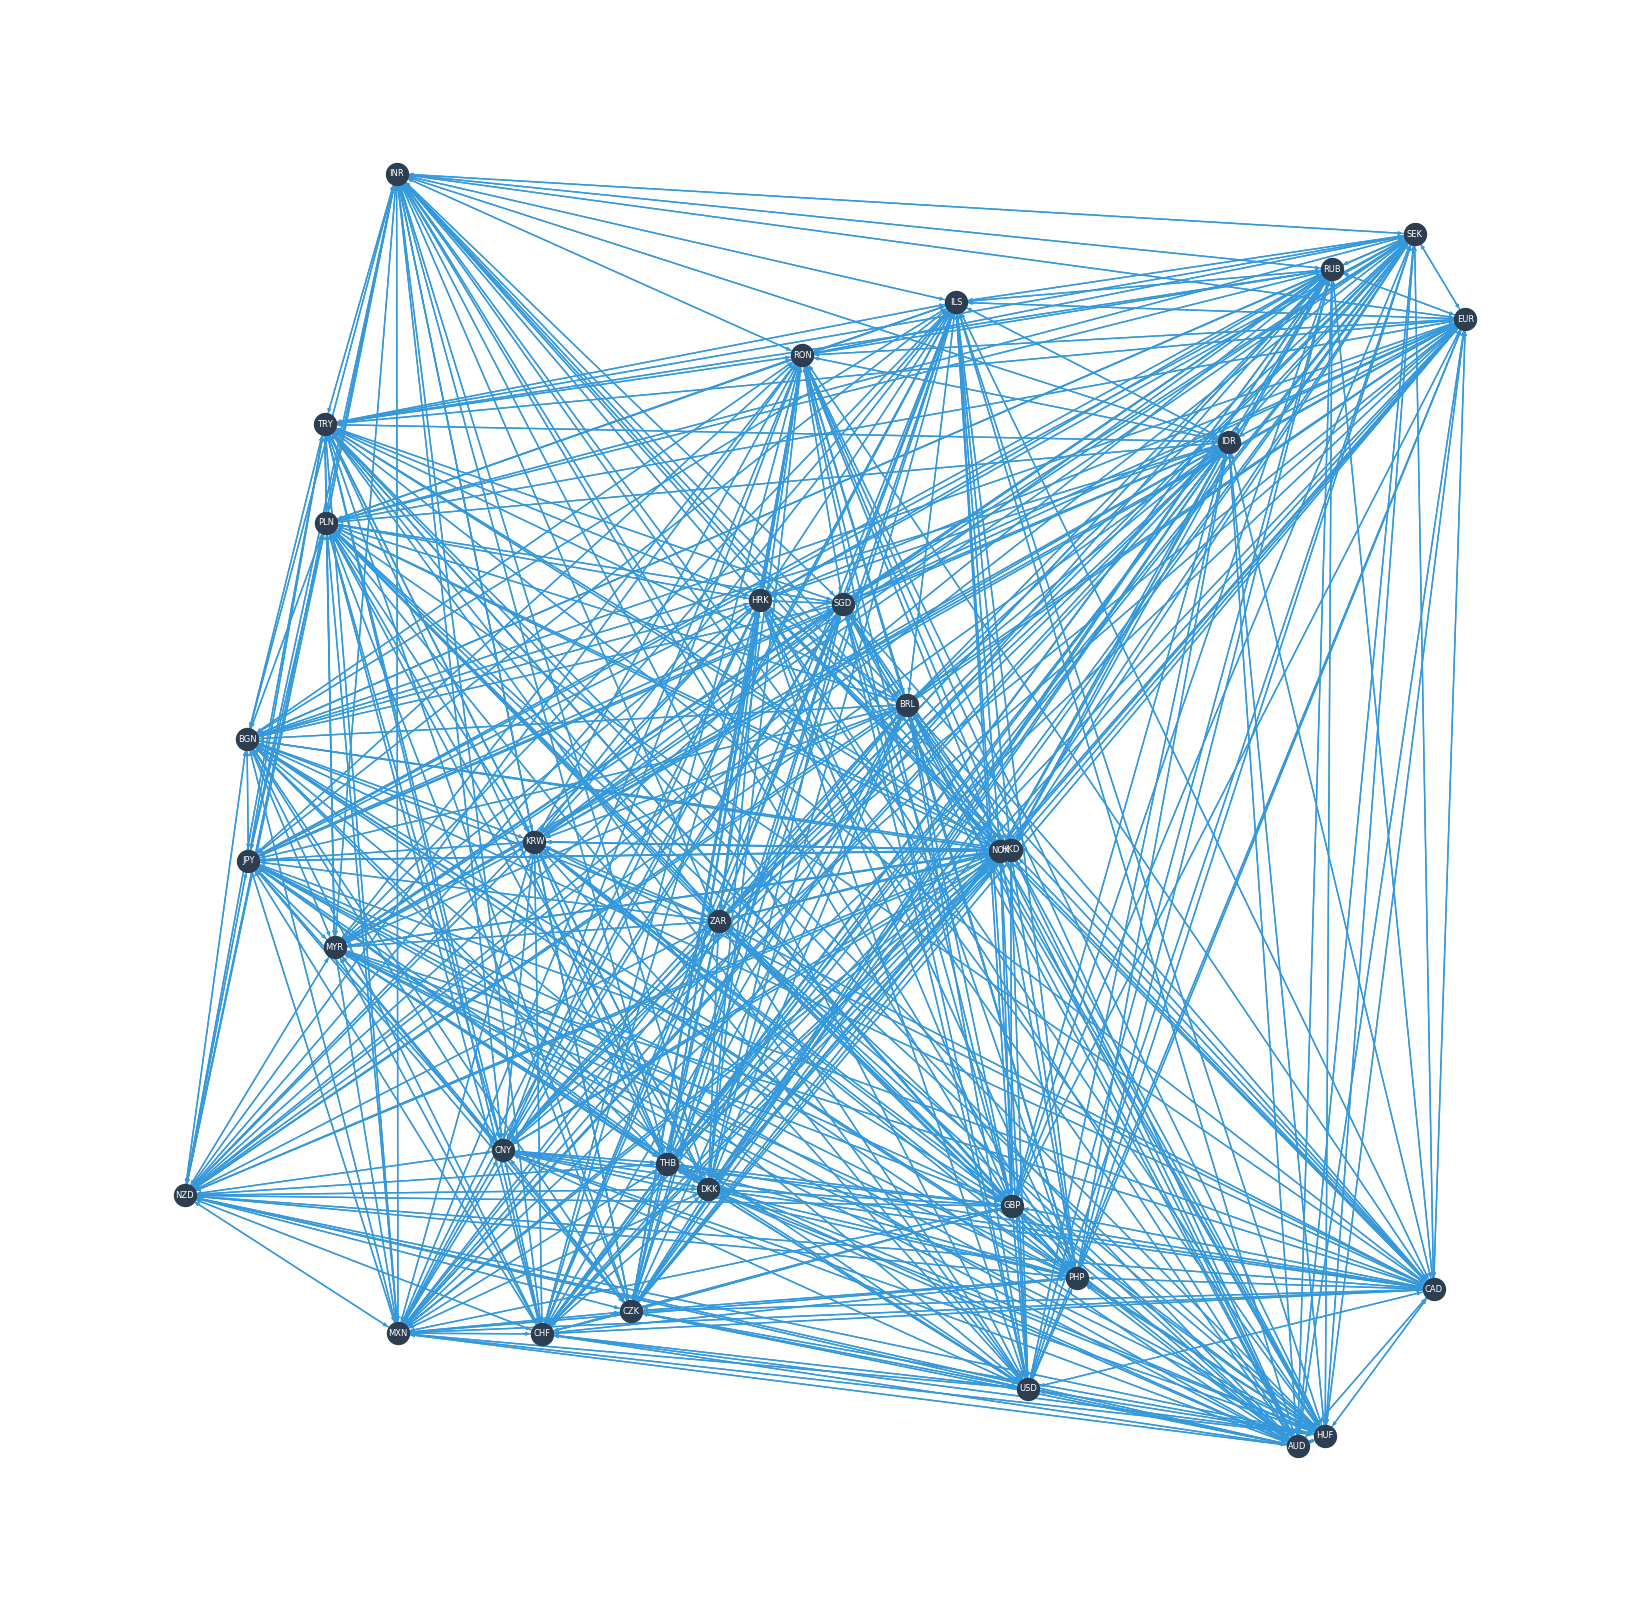 INR
SEK
RUB
ILS
EUR
RON
TRY
IDR
PLN
HRK
SGD
BRL
BGN
KRW
NOK
HKD
JPY
ZAR
MYR
CNY
THB
DKK
NZD
GBP
PHP
CAD
CZK
MXN
CHF
USD
HUF
AUD